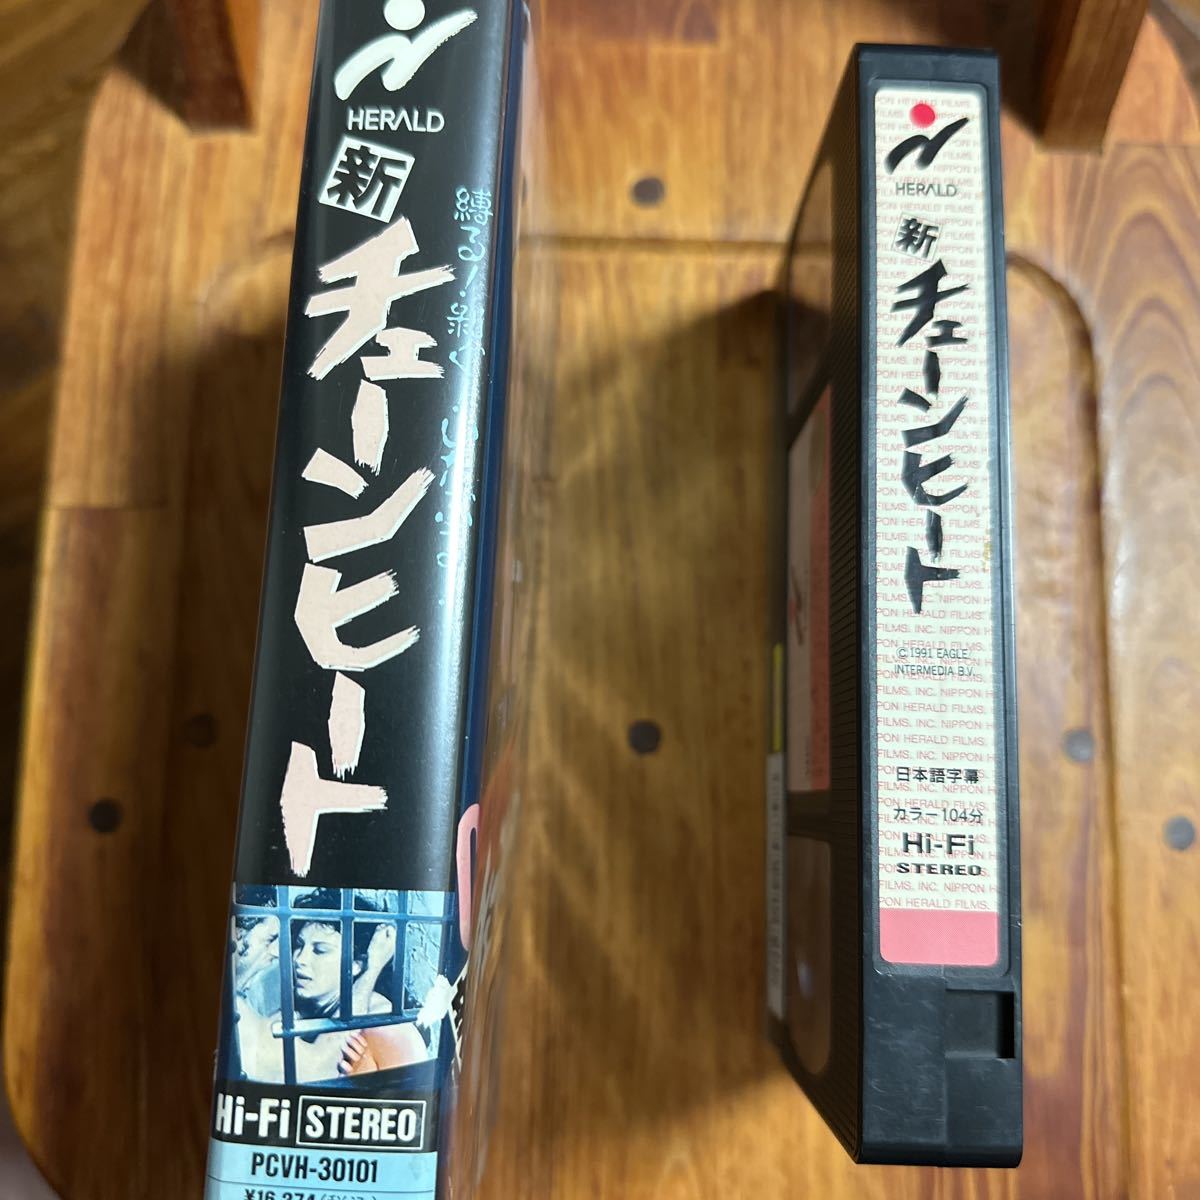 HERALD
新
チェーンヒート
Hi-Fi STEREO
PCVH-30101
¥16,374
HERALD
新
チェーンヒート
© 1991 EAGLE/
INTERMEDIA B.V.
日本語字幕
カラー104分
Hi-Fi
STEREO